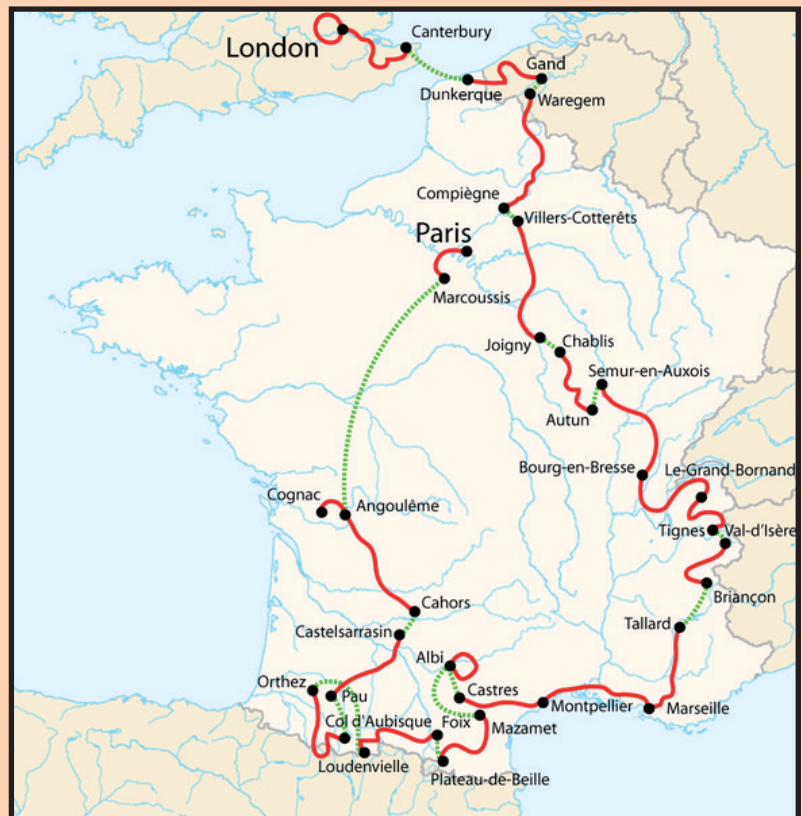 Canterbury
London
Gand
Dunkerque
Waregem
Compiègne
Villers-Cotterêts
Paris
Marcoussis
Joigny
Chablis
Semur-en-Auxois
Autun
Bourg-en-Bresse
Le-Grand-Bornand
Cognac
Angoulême
Tignes
Val-d'Isère
Briançon
Cahors
Tallard
Castelsarrasin
Albi
Orthez
Pau
Castres
Montpellier
Marseille
Col d'Aubisque
Foix
Mazamet
Loudenvielle
Plateau-de-Beille